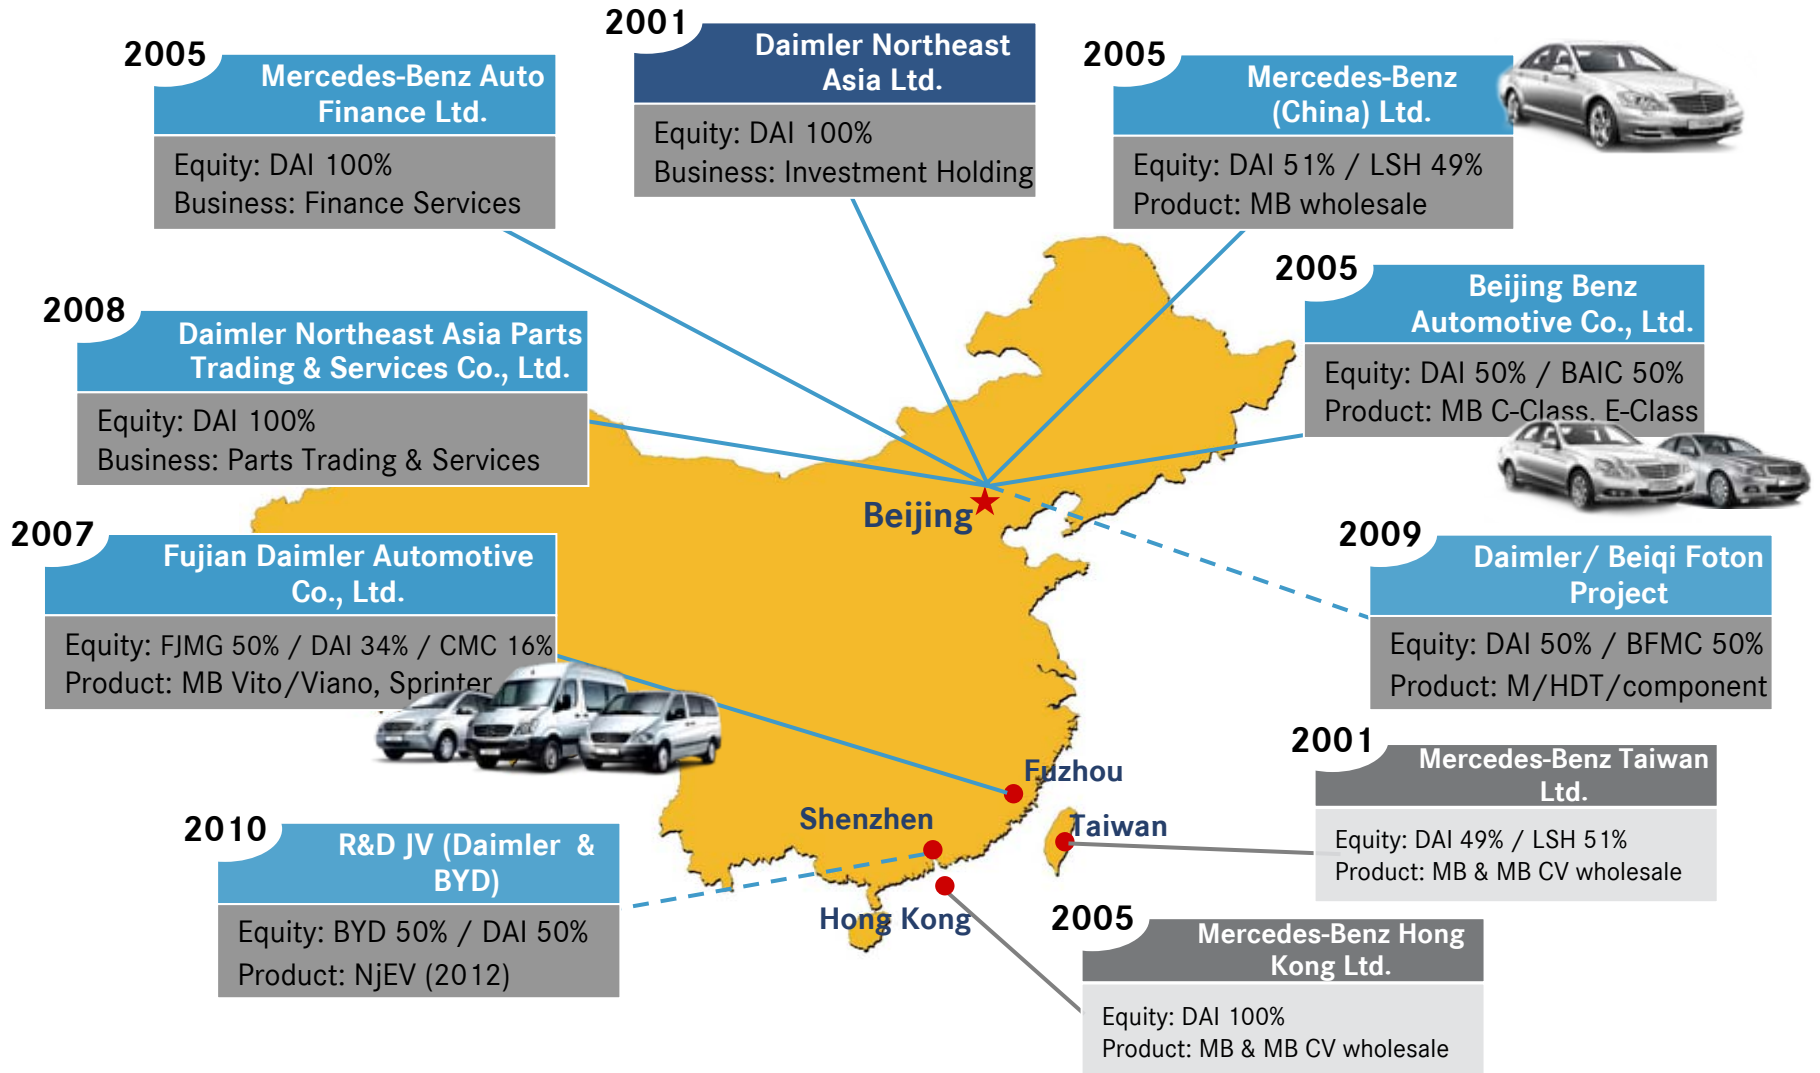 2005
Mercedes-Benz Auto
Finance Ltd.
Equity: DAI 100%
Business: Finance Services
2001
Daimler Northeast
Asia Ltd.
Equity: DAI 100%
Business: Investment Holding
2005
Mercedes-Benz
(China) Ltd.
Equity: DAI 51% / LSH 49%
Product: MB wholesale
2005
Beijing Benz
Automotive Co., Ltd.
Equity: DAI 50% / BAIC 50%
Product: MB C-Class, E-Class
2008
Daimler Northeast Asia Parts
Trading & Services Co., Ltd.
Equity: DAI 100%
Business: Parts Trading & Services
Beijing
2007
Fujian Daimler Automotive
Co., Ltd.
Equity: FJMG 50% / DAI 34% / CMC 16%
Product: MB Vito/Viano, Sprinter
2009
Daimler/ Beiqi Foton
Project
Equity: DAI 50% / BFMC 50%
Product: M/HDT/component
Fuzhou
Shenzhen
Taiwan
Hong Kong
2001
Mercedes-Benz Taiwan
Ltd.
Equity: DAI 49% / LSH 51%
Product: MB & MB CV wholesale
2010
R&D JV (Daimler &
BYD)
Equity: BYD 50% / DAI 50%
Product: NjEV (2012)
2005
Mercedes-Benz Hong
Kong Ltd.
Equity: DAI 100%
Product: MB & MB CV wholesale